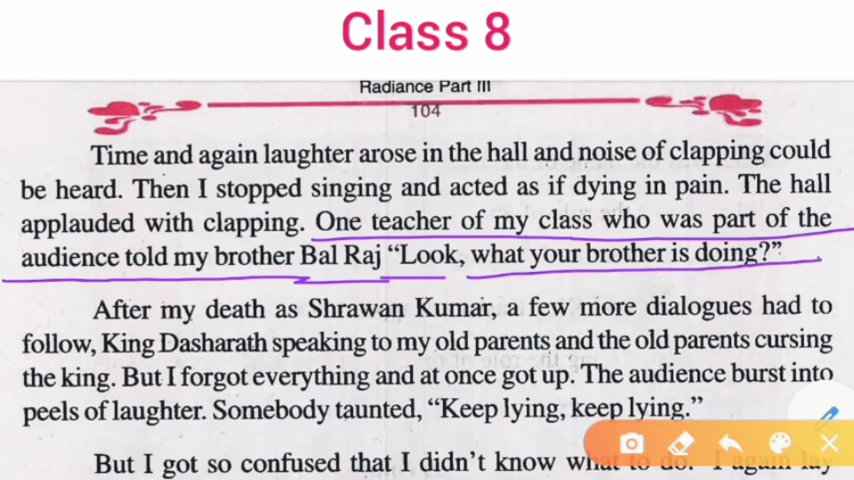 Class 8
Radiance Part III
104
Time and again laughter arose in the hall and noise of clapping could
be heard. Then I stopped singing and acted as if dying in pain. The hall
applauded with clapping. One teacher of my class who was part of the
audience told my brother Bal Raj “Look, what your brother is doing?”
After my death as Shrawan Kumar, a few more dialogues had to
follow, King Dasharath speaking to my old parents and the old parents cursing
the king. But I forgot everything and at once got up. The audience burst into
peels of laughter. Somebody taunted, “Keep lying, keep lying.”
But I got so confused that I didn’t know what to do. I again lay